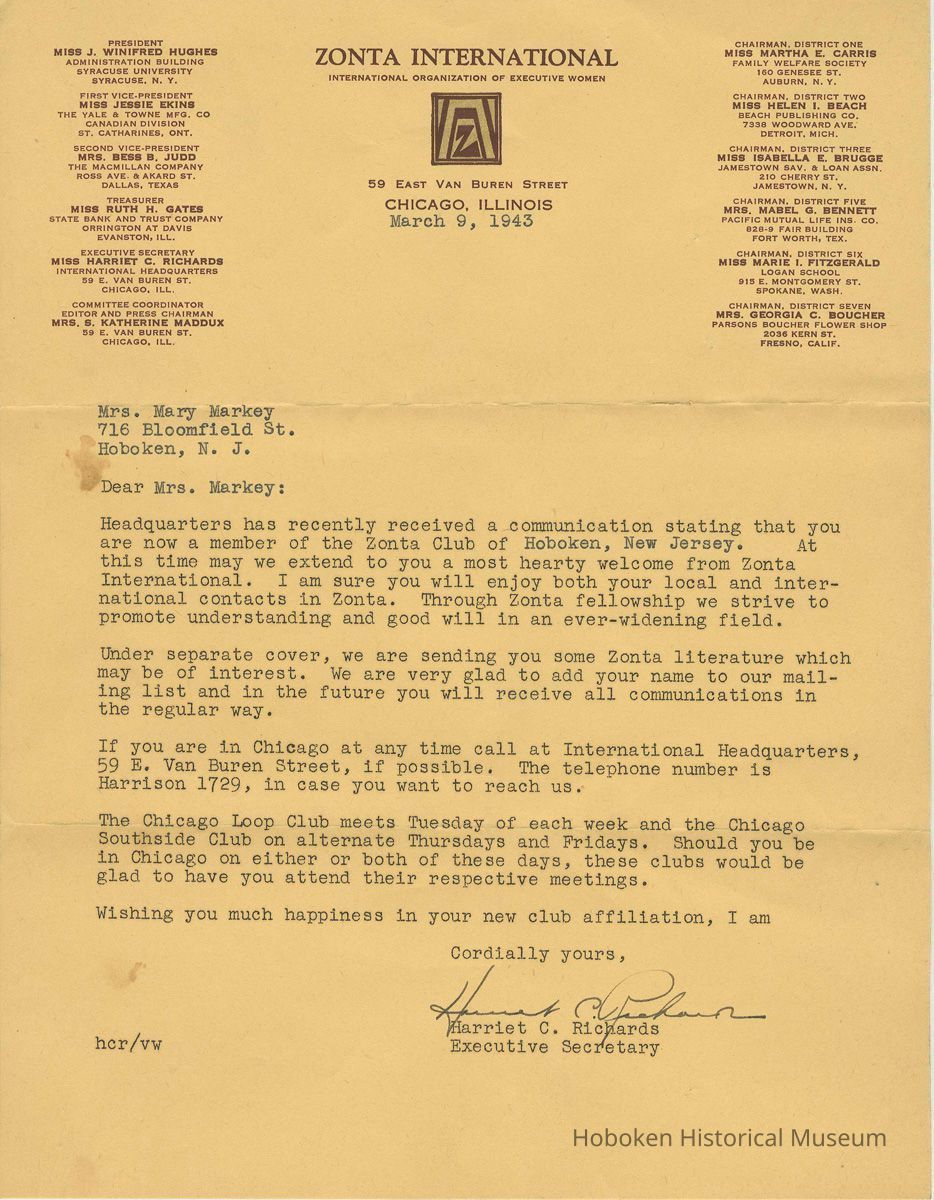 PRESIDENT
MISS J. WINIFRED HUGHES
ADMINISTRATION BUILDING
SYRACUSE UNIVERSITY
SYRACUSE, N. Y.
FIRST VICE-PRESIDENT
MISS JESSIE EKINS
THE YALE & TOWNE MFG. CO
CANADIAN DIVISION
ST. CATHARINES, ONT.
SECOND VICE-PRESIDENT
MRS. BESS B. JUDD
THE MACMILLAN COMPANY
ROSS AVE. & AKARD ST.
DALLAS, TEXAS
TREASURER
MISS RUTH H. GATES
STATE BANK AND TRUST COMPANY
ORRINGTON AT DAVIS
EVANSTON, ILL.
EXECUTIVE SECRETARY
MISS HARRIET C. RICHARDS
INTERNATIONAL HEADQUARTERS
59 E. VAN BUREN ST.
CHICAGO, ILL.
COMMITTEE COORDINATOR
EDITOR AND PRESS CHAIRMAN
MRS. S. KATHERINE MADDUX
59 E. VAN BUREN ST.
CHICAGO, ILL.
ZONTA INTERNATIONAL
INTERNATIONAL ORGANIZATION OF EXECUTIVE WOMEN
Z
59 EAST VAN BUREN STREET
CHICAGO, ILLINOIS
March 9, 1943
CHAIRMAN, DISTRICT ONE
MISS MARTHA E. CARRIS
FAMILY WELFARE SOCIETY
160 GENESEE ST.
AUBURN, N. Y.
CHAIRMAN, DISTRICT TWO
MISS HELEN I. BEACH
BEACH PUBLISHING CO.
7338 WOODWARD AVE.
DETROIT, MICH.
CHAIRMAN, DISTRICT THREE
MISS ISABELLA E. BRUGGE
JAMESTOWN SAV. & LOAN ASSN.
210 CHERRY ST.
JAMESTOWN, N. Y.
CHAIRMAN, DISTRICT FIVE
MRS. MABEL G. BENNETT
PACIFIC MUTUAL LIFE INS. CO.
828-9 FAIR BUILDING
FORT WORTH, TEX.
CHAIRMAN, DISTRICT SIX
MISS MARIE I. FITZGERALD
LOGAN SCHOOL
915 E. MONTGOMERY ST.
SPOKANE, WASH.
CHAIRMAN, DISTRICT SEVEN
MRS. GEORGIA C. BOUCHER
PARSONS BOUCHER FLOWER SHOP
2036 KERN ST.
FRESNO, CALIF.
Mrs. Mary Markey
716 Bloomfield St.
Hoboken, N. J.
Dear Mrs. Markey:
Headquarters has recently received a communication stating that you
are now a member of the Zonta Club of Hoboken, New Jersey. At
this time may we extend to you a most hearty welcome from Zonta
International. I am sure you will enjoy both your local and inter-
national contacts in Zonta. Through Zonta fellowship we strive to
promote understanding and good will in an ever-widening field.
Under separate cover, we are sending you some Zonta literature which
may be of interest. We are very glad to add your name to our mail-
ing list and in the future you will receive all communications in
the regular way.
If you are in Chicago at any time call at International Headquarters,
59 E. Van Buren Street, if possible. The telephone number is
Harrison 1729, in case you want to reach us.
The Chicago Loop Club meets Tuesday of each week and the Chicago
Southside Club on alternate Thursdays and Fridays. Should you be
in Chicago on either or both of these days, these clubs would be
glad to have you attend their respective meetings.
Wishing you much happiness in your new club affiliation, I am
Cordially yours,
Harriet C. Richards
Harriet C. Richards
Executive Secretary
hcr/vw
Hoboken Historical Museum